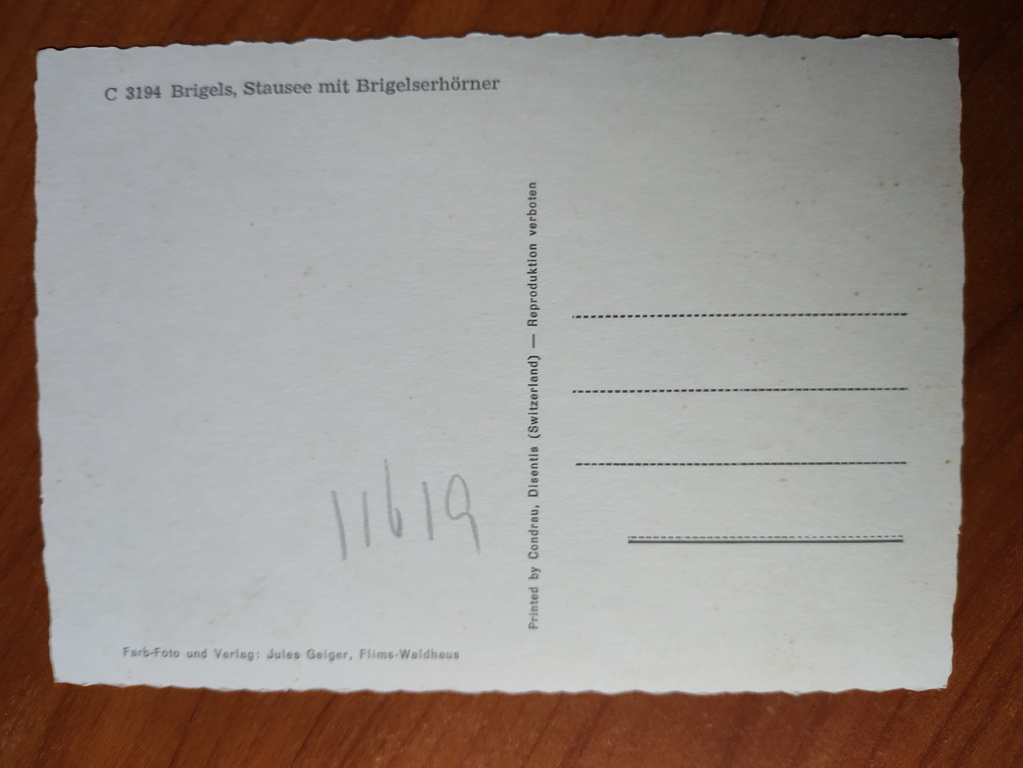 C 3194 Brigels, Stausee mit Brigelserhörner
Printed by Condrau, Disentis (Switzerland) — Reproduktion verboten
11619
Farb-Foto und Verlag: Jules Geiger, Flims-Waldhaus